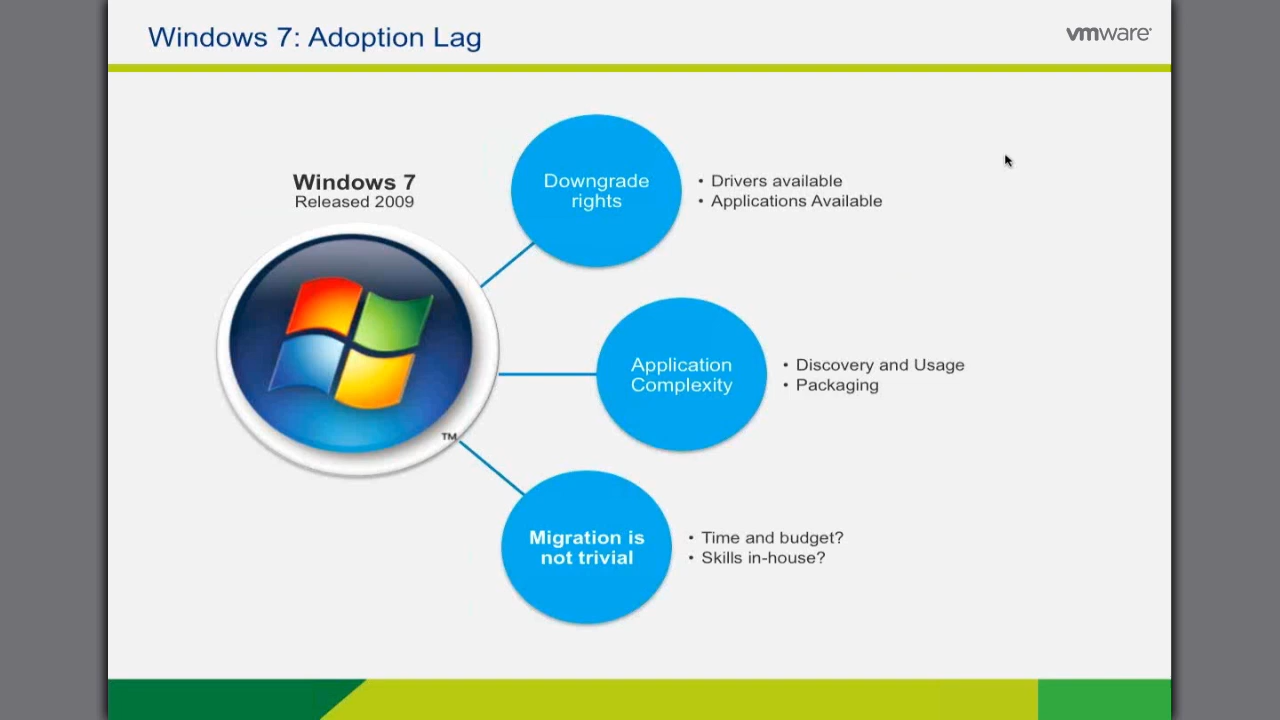 Windows 7: Adoption Lag
vmware
Windows 7
Released 2009
Downgrade
rights
• Drivers available
• Applications Available
Application
Complexity
• Discovery and Usage
• Packaging
TM
Migration is
not trivial
• Time and budget?
• Skills in-house?